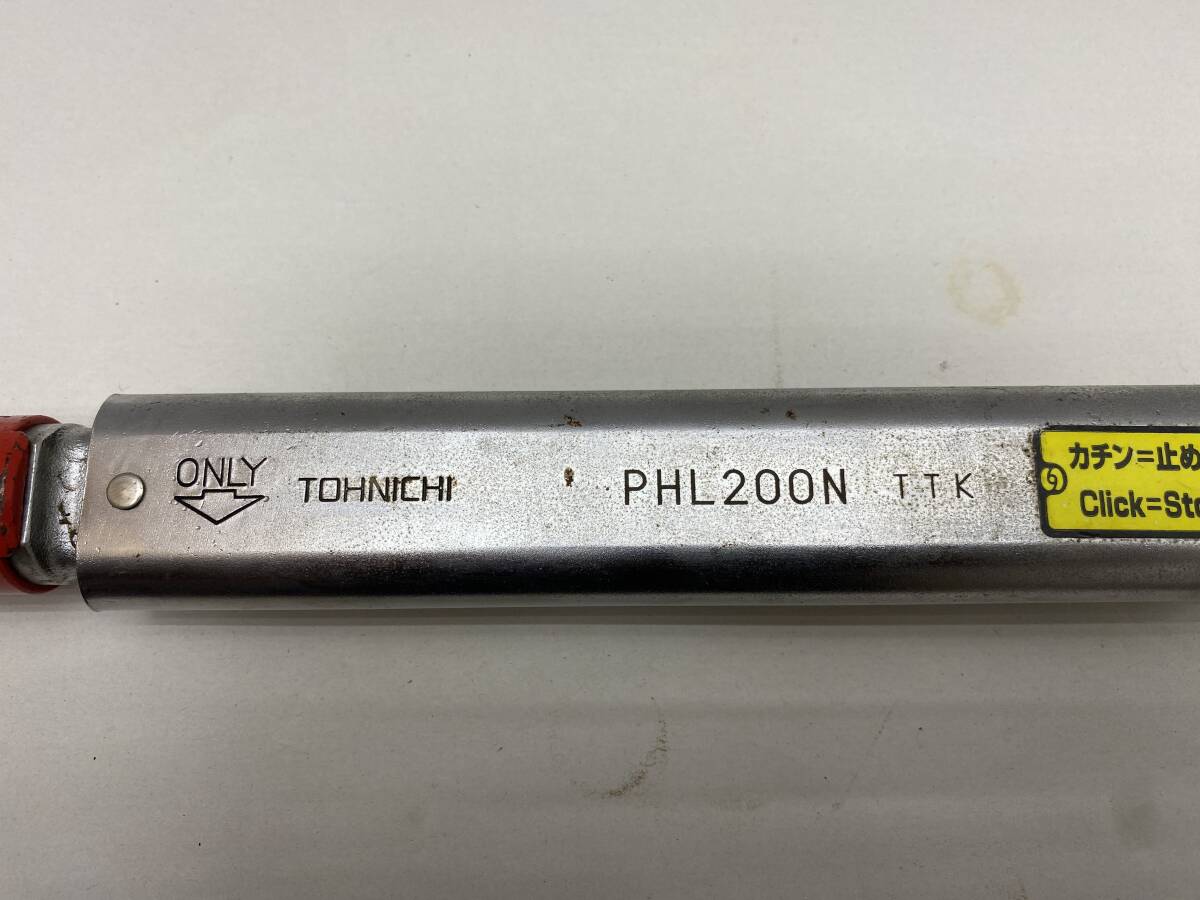 ONLY
TOHNICHI
PHL200N TTK
カチン=止め
Click=Sto